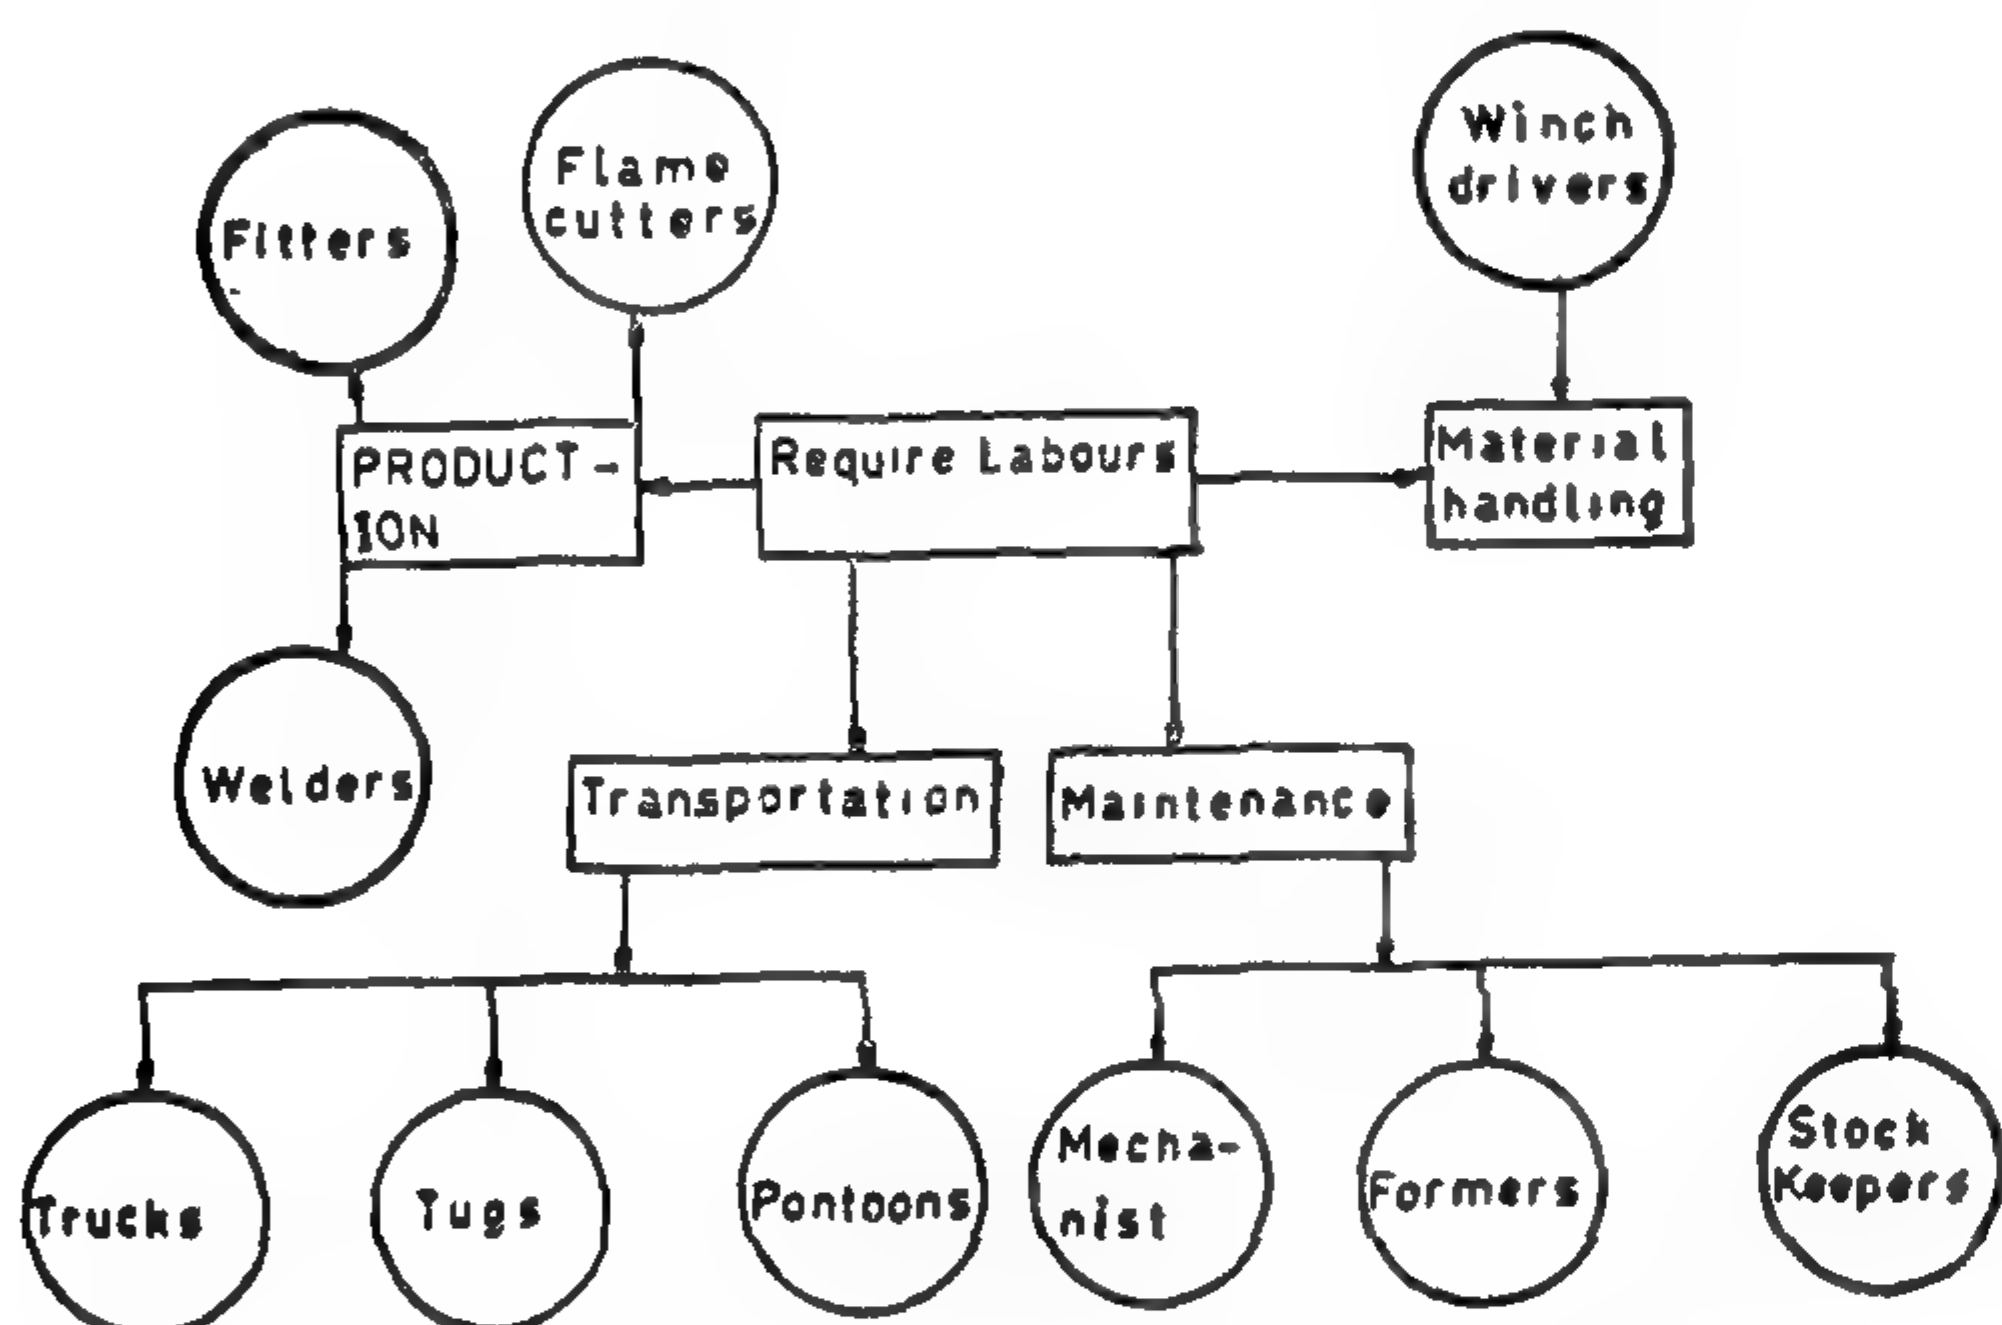 Fitters
Flame
cutters
Winch
drivers
PRODUCT-
ION
Require Labours
Material
handling
Welders
Transportation
Maintenance
Trucks
Tugs
Pontoons
Mecha-
nist
Formers
Stock
Keepers